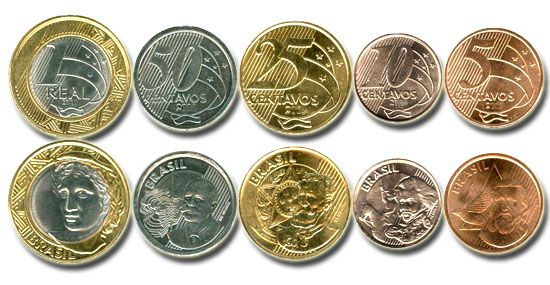 1
REAL
50
CENTAVOS
25
CENTAVOS
10
CENTAVOS
5
CENTAVOS
BRASIL
BRASIL
BRASIL
BRASIL
BRASIL